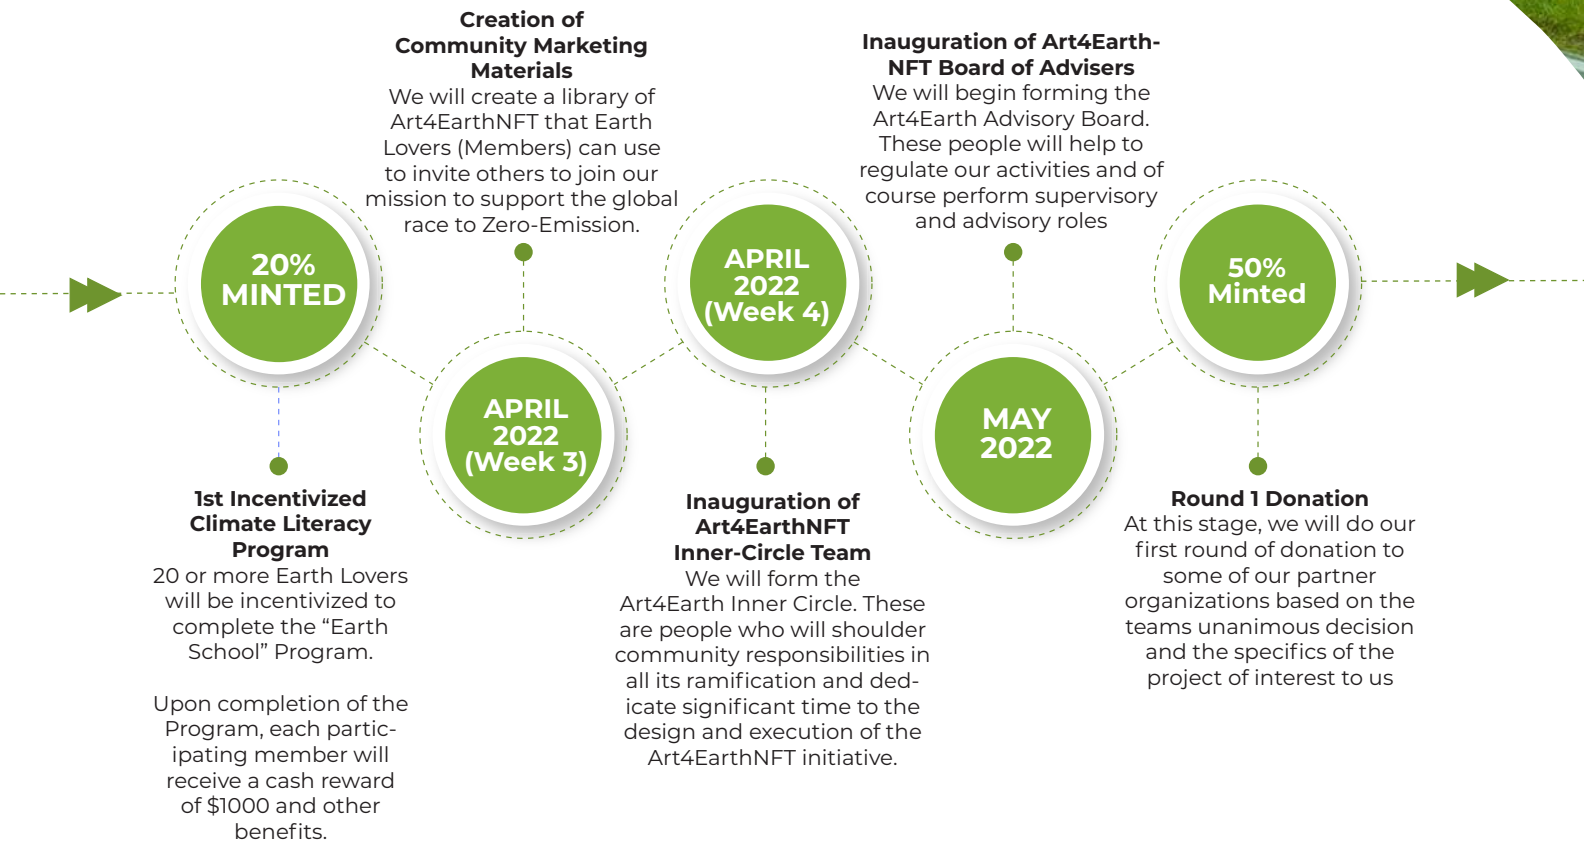 20%
MINTED
1st Incentivized
Climate Literacy
Program
20 or more Earth Lovers
will be incentivized to
complete the “Earth
School” Program.
Upon completion of the
Program, each partic-
ipating member will
receive a cash reward
of $1000 and other
benefits.
Creation of
Community Marketing
Materials
We will create a library of
Art4EarthNFT that Earth
Lovers (Members) can use
to invite others to join our
mission to support the global
race to Zero-Emission.
APRIL
2022
(Week 3)
APRIL
2022
(Week 4)
Inauguration of
Art4EarthNFT
Inner-Circle Team
We will form the
Art4Earth Inner Circle. These
are people who will shoulder
community responsibilities in
all its ramification and ded-
icate significant time to the
design and execution of the
Art4EarthNFT initiative.
Inauguration of Art4Earth-
NFT Board of Advisers
We will begin forming the
Art4Earth Advisory Board.
These people will help to
regulate our activities and of
course perform supervisory
and advisory roles
MAY
2022
50%
Minted
Round 1 Donation
At this stage, we will do our
first round of donation to
some of our partner
organizations based on the
teams unanimous decision
and the specifics of the
project of interest to us